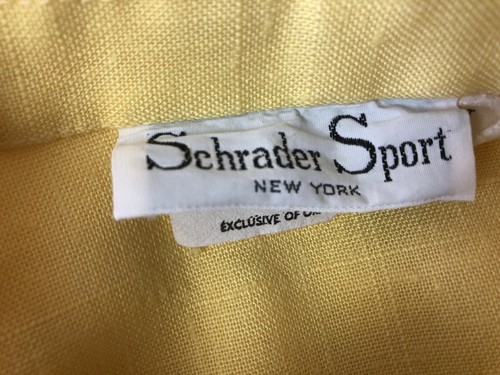 Schrader Sport
NEW YORK
EXCLUSIVE OF